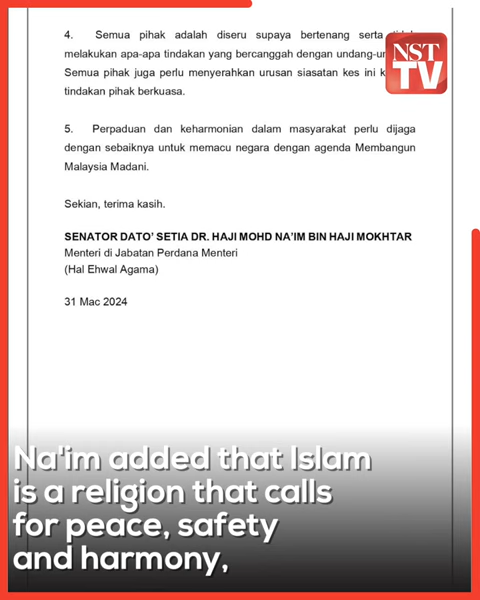 4. Semua pihak adalah diseru supaya bertenang serta
melakukan apa-apa tindakan yang bercanggah dengan
Semua pihak juga perlu menyerahkan urusan siasatan kes ini
tindakan pihak berkuasa.
5. Perpaduan dan keharmonian dalam masyarakat perlu dijaga
dengan sebaiknya untuk memacu negara dengan agenda Membangun
Malaysia Madani.
Sekian, terima kasih.
SENATOR DATO' SETIA DR. HAJI MOHD NA'IM BIN HAJI MOKHTAR
Menteri di Jabatan Perdana Menteri
(Hal Ehwal Agama)
31 Mac 2024
NST
TV
Na'im added that Islam
is a religion that calls
for peace, safety
and harmony,